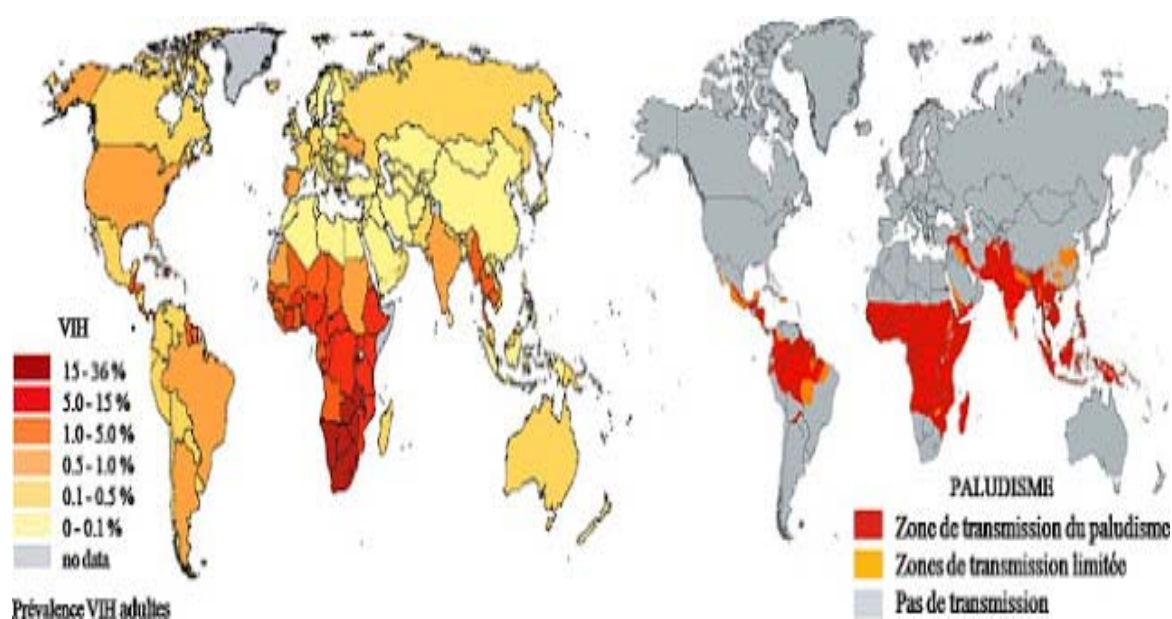 VIH
15 - 36 %
5.0 - 15 %
1.0 - 5.0 %
0.5 - 1.0 %
0.1 - 0.5 %
0 - 0.1 %
no data
Prévalence VIH adultes
PALUDISME
Zone de transmission du paludisme
Zones de transmission limitée
Pas de transmission